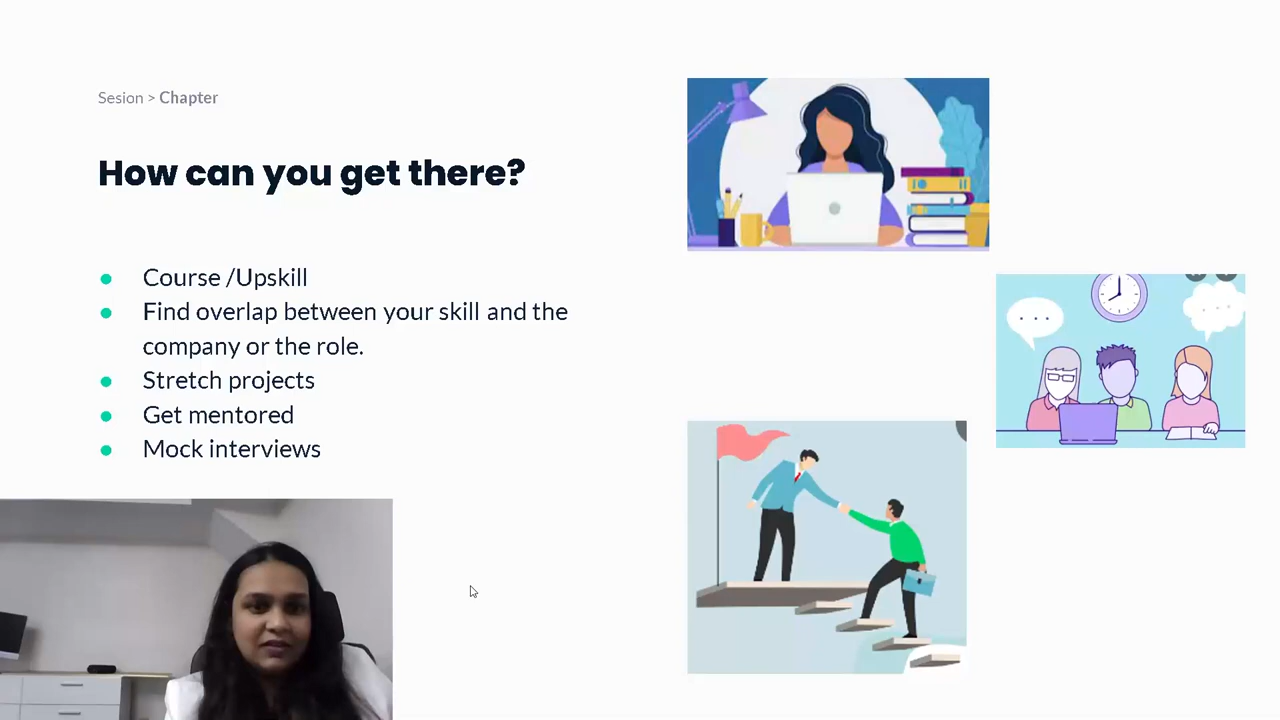 Sesion > Chapter
How can you get there?
Course /Upskill
Find overlap between your skill and the
company or the role.
Stretch projects
Get mentored
Mock interviews